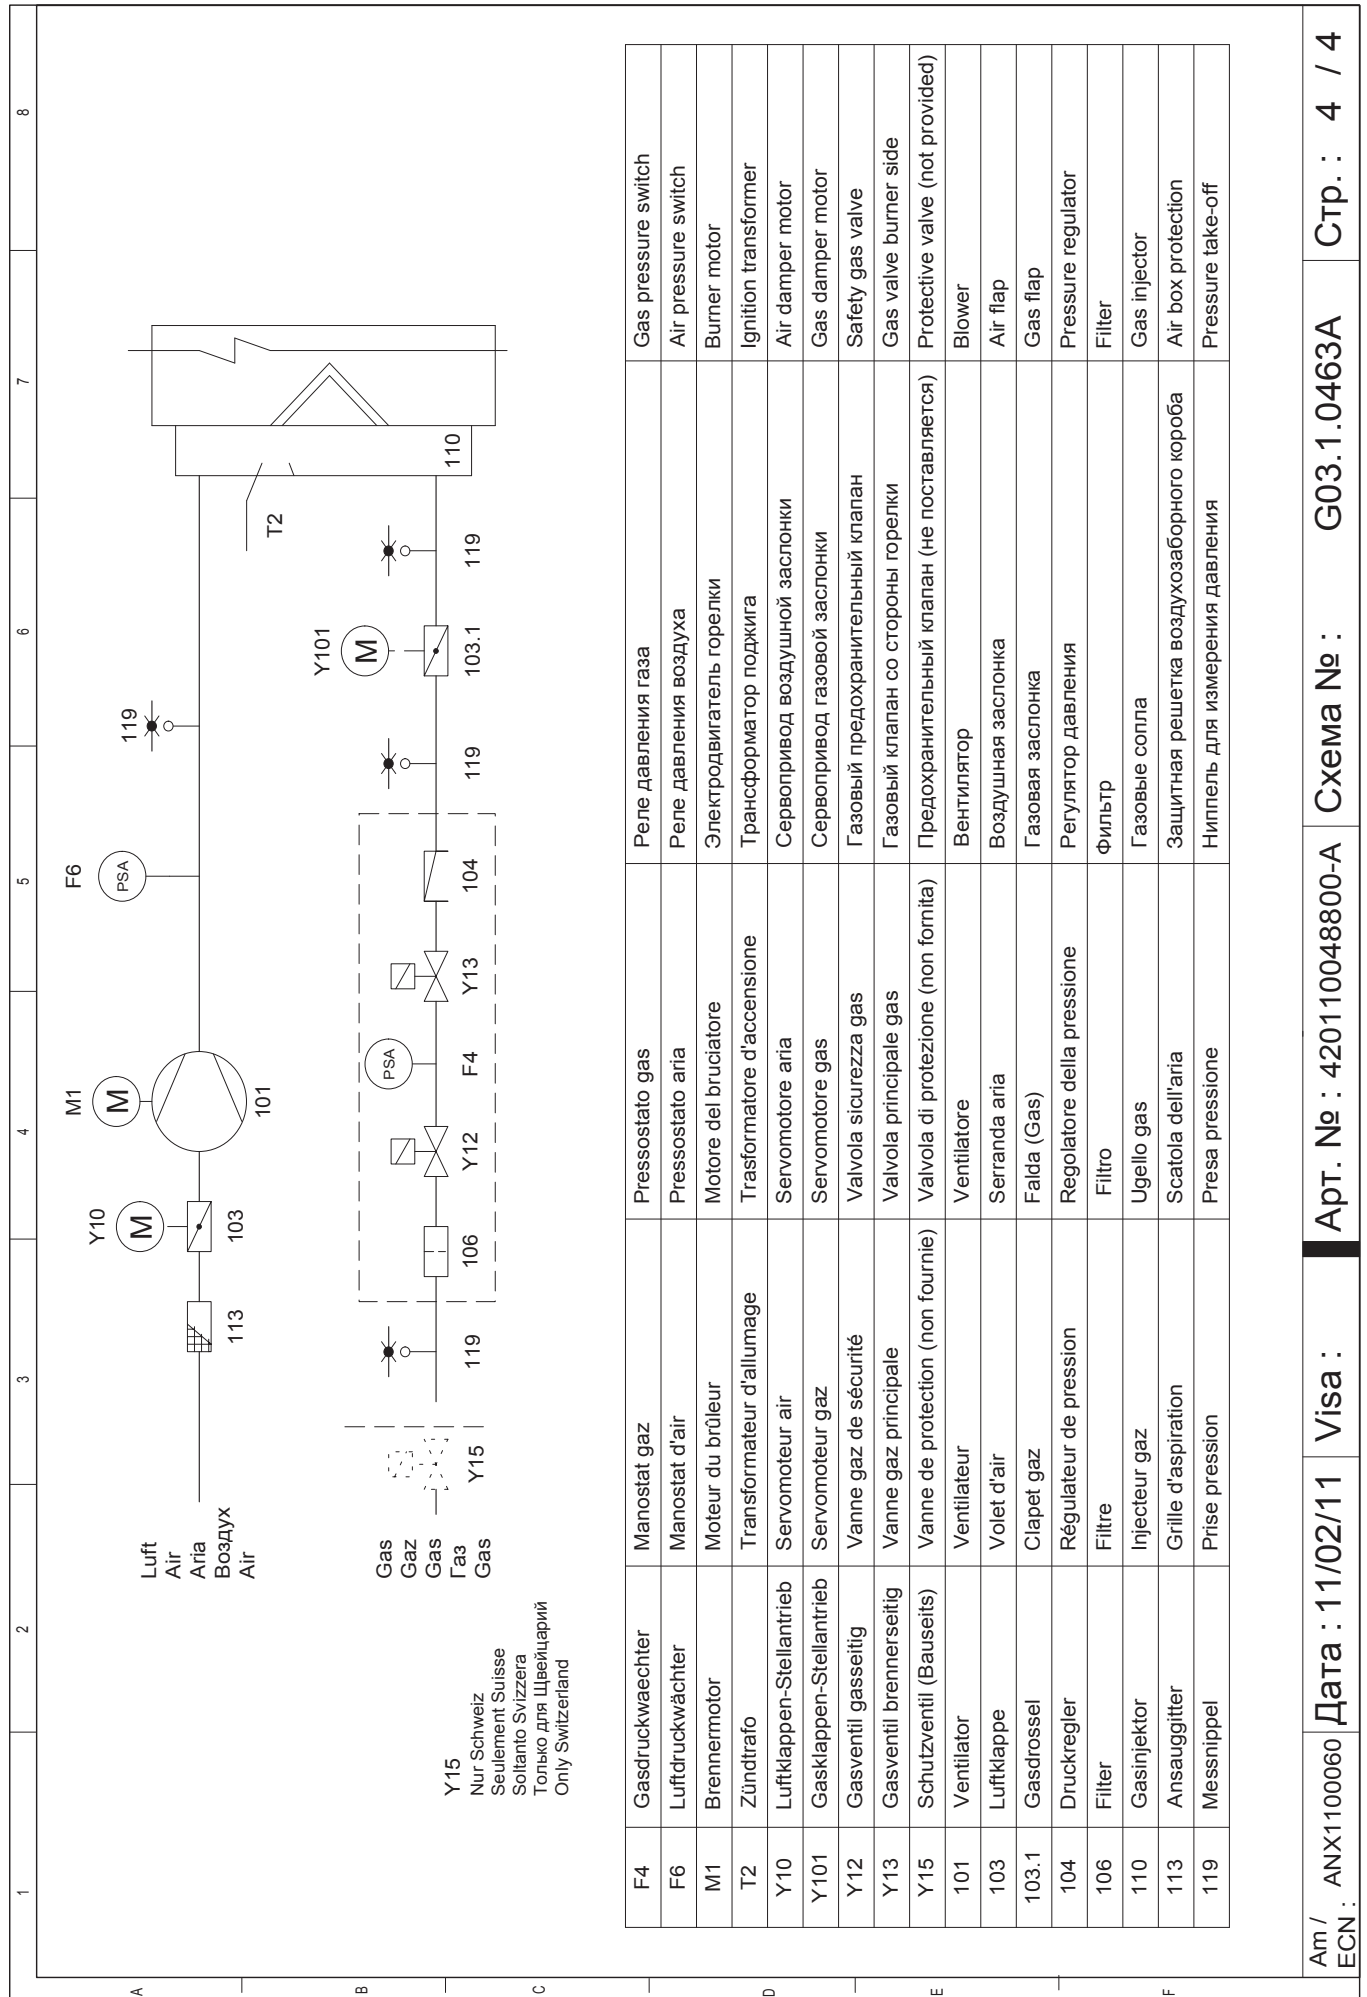 1 2 3 4 5 6 7 8
A
B
C
D
E
F
Luft
Air
Aria
Воздух
Air
113
Y10
M
103
M1
M
101
F6
PSA
119
T2
110
Gas
Gaz
Gas
Газ
Gas
Y15
119
106
Y12
PSA
F4
Y13
104
119
Y101
M
103.1
119
Y15
Nur Schweiz
Seulement Suisse
Soltanto Svizzera
Только для Щвейцарий
Only Switzerland
F4 Gasdruckwaechter Manostat gaz Pressostato gas Реле давления газа Gas pressure switch
F6 Luftdruckwächter Manostat d'air Pressostato aria Реле давления воздуха Air pressure switch
M1 Brennermotor Moteur du brûleur Motore del bruciatore Электродвигатель горелки Burner motor
T2 Zündtrafo Transformateur d'allumage Trasformatore d'accensione Трансформатор поджига Ignition transformer
Y10 Luftklappen-Stellantrieb Servomoteur air Servomotore aria Сервопривод воздушной заслонки Air damper motor
Y101 Gasklappen-Stellantrieb Servomoteur gaz Servomotore gas Сервопривод газовой заслонки Gas damper motor
Y12 Gasventil gasseitig Vanne gaz de sécurité Valvola sicurezza gas Газовый предохранительный клапан Safety gas valve
Y13 Gasventil brennerseitig Vanne gaz principale Valvola principale gas Газовый клапан со стороны горелки Gas valve burner side
Y15 Schutzventil (Bauseits) Vanne de protection (non fournie) Valvola di protezione (non fornita) Предохранительный клапан (не поставляется) Protective valve (not provided)
101 Ventilator Ventilateur Ventilatore Вентилятор Blower
103 Luftklappe Volet d'air Serranda aria Воздушная заслонка Air flap
103.1 Gasdrossel Clapet gaz Falda (Gas) Газовая заслонка Gas flap
104 Druckregler Régulateur de pression Regolatore della pressione Регулятор давления Pressure regulator
106 Filter Filtre Filtro Фильтр Filter
110 Gasinjektor Injecteur gaz Ugello gas Газовые сопла Gas injector
113 Ansauggitter Grille d'aspiration Scatola dell'aria Защитная решетка воздухозаборного короба Air box protection
119 Messnippel Prise pression Presa pressione Ниппель для измерения давления Pressure take-off
Am /
ECN : ANX1100060 Дата : 11/02/11 Visa : Арт. № : 420110048800-A Схема № : G03.1.0463A Стр. : 4 / 4